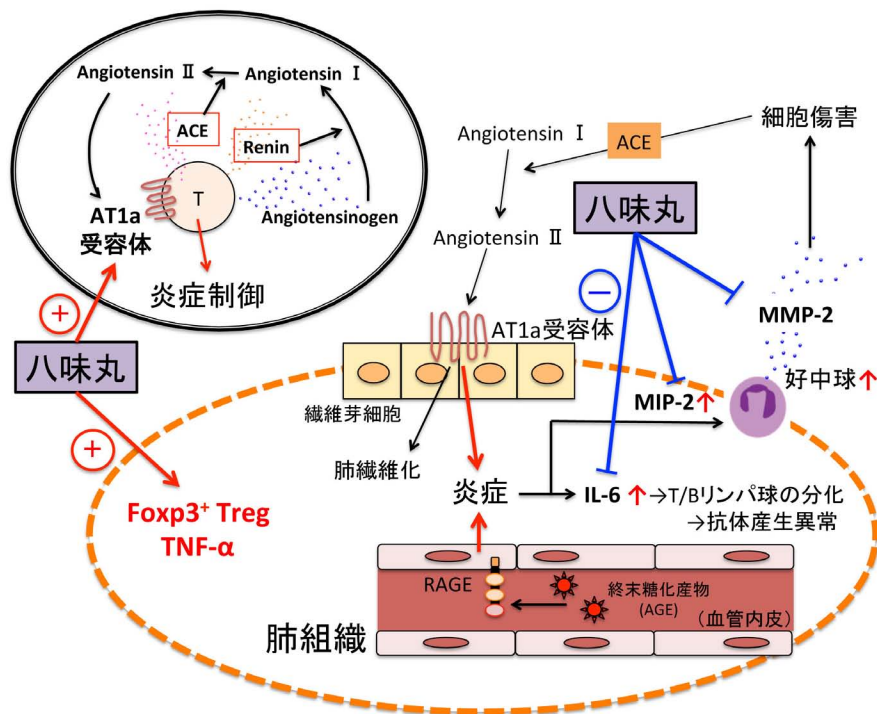 Angiotensin Ⅱ
Angiotensin Ⅰ
ACE
Renin
T
Angiotensinogen
AT1a
受容体
炎症制御
+
八味丸
+
Foxp3+ Treg
TNF-α
Angiotensin Ⅰ
ACE
細胞傷害
八味丸
Angiotensin Ⅱ
−
MMP-2
AT1a受容体
好中球↑
MIP-2↑
繊維芽細胞
肺繊維化
炎症
IL-6 ↑→T/Bリンパ球の分化
→抗体産生異常
RAGE
終末糖化産物
(AGE)
(血管内皮)
肺組織